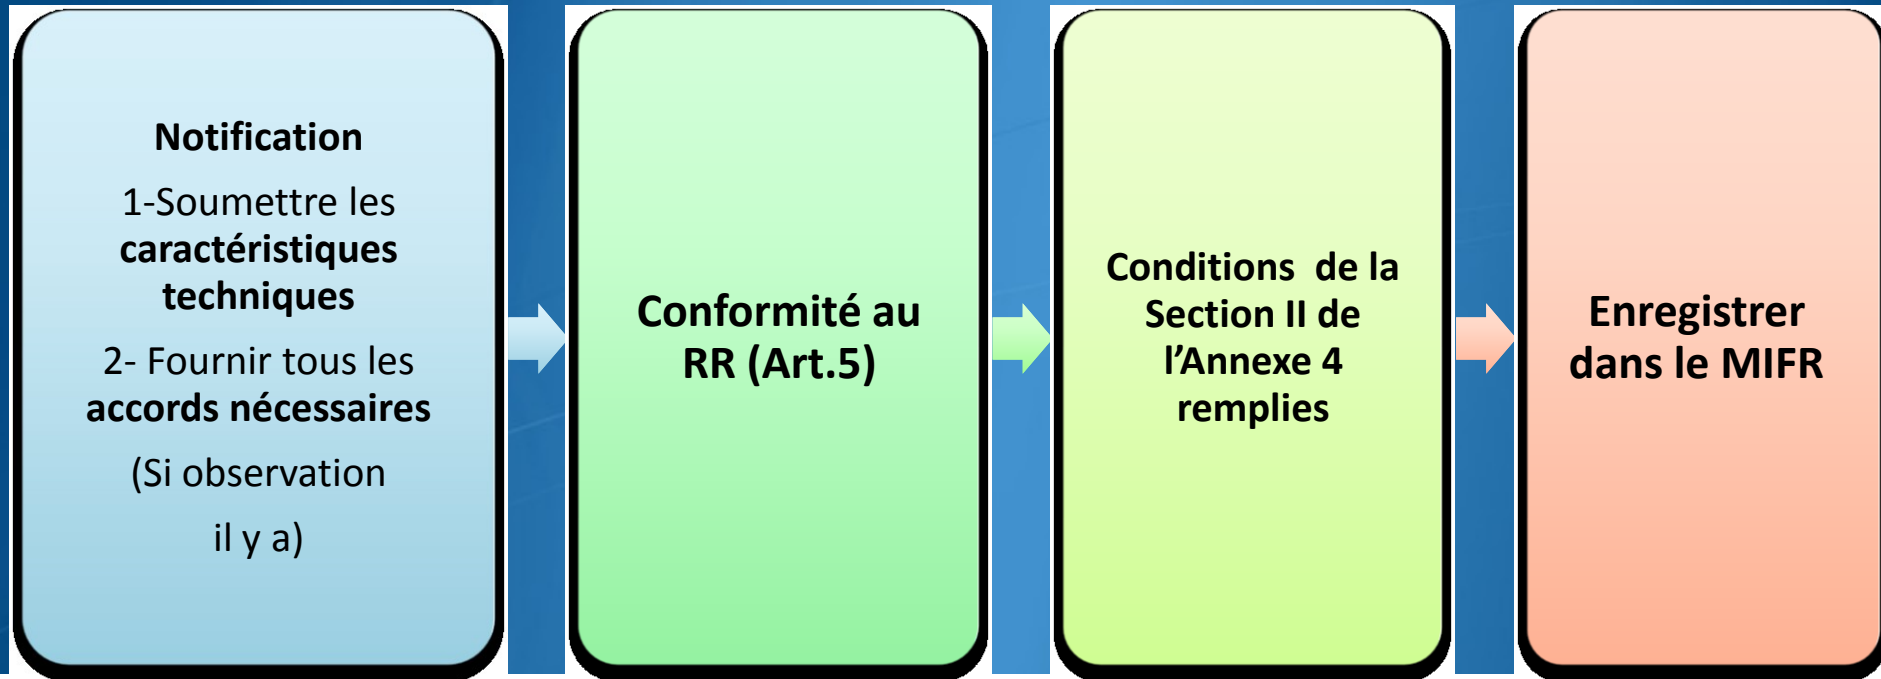 Notification
1-Soumettre les
caractéristiques
techniques
2- Fournir tous les
accords nécessaires
(Si observation
il y a)
Conformité au
RR (Art.5)
Conditions  de la
Section II de
l’Annexe 4
remplies
Enregistrer
dans le MIFR